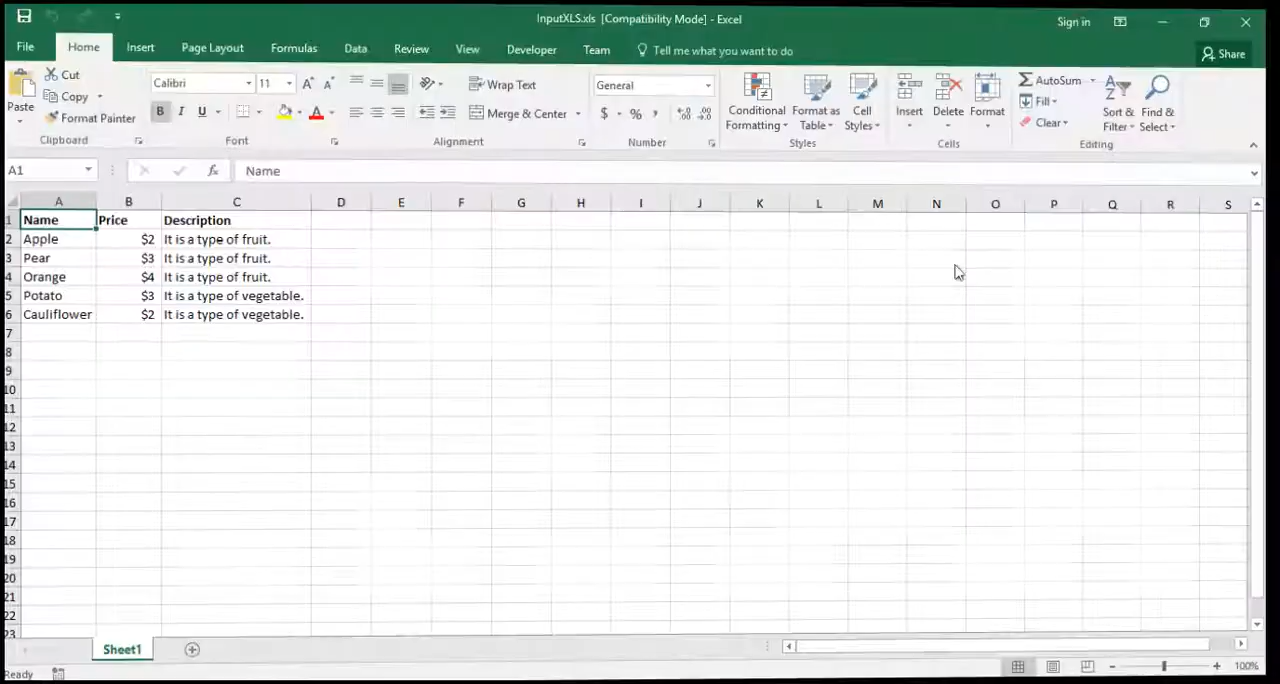 InputXLS.xls [Compatibility Mode] - Excel
Sign in
File Home Insert Page Layout Formulas Data Review View Developer Team Tell me what you want to do Share
Paste
Cut
Copy
Format Painter
Clipboard
Calibri 11 A A
B I U A
Font
Wrap Text
Merge & Center
Alignment
General
$ % ,
Number
Conditional Formatting
Format as Table
Cell Styles
Styles
Insert Delete Format
Cells
AutoSum
Fill
Clear
Sort & Filter
Find & Select
Editing
A1 fx Name
A B C D E F G H I J K L M N O P Q R S
1 Name Price Description
2 Apple $2 It is a type of fruit.
3 Pear $3 It is a type of fruit.
4 Orange $4 It is a type of fruit.
5 Potato $3 It is a type of vegetable.
6 Cauliflower $2 It is a type of vegetable.
7
8
9
10
11
12
13
14
15
16
17
18
19
20
21
22
23
Sheet1
Ready
100%